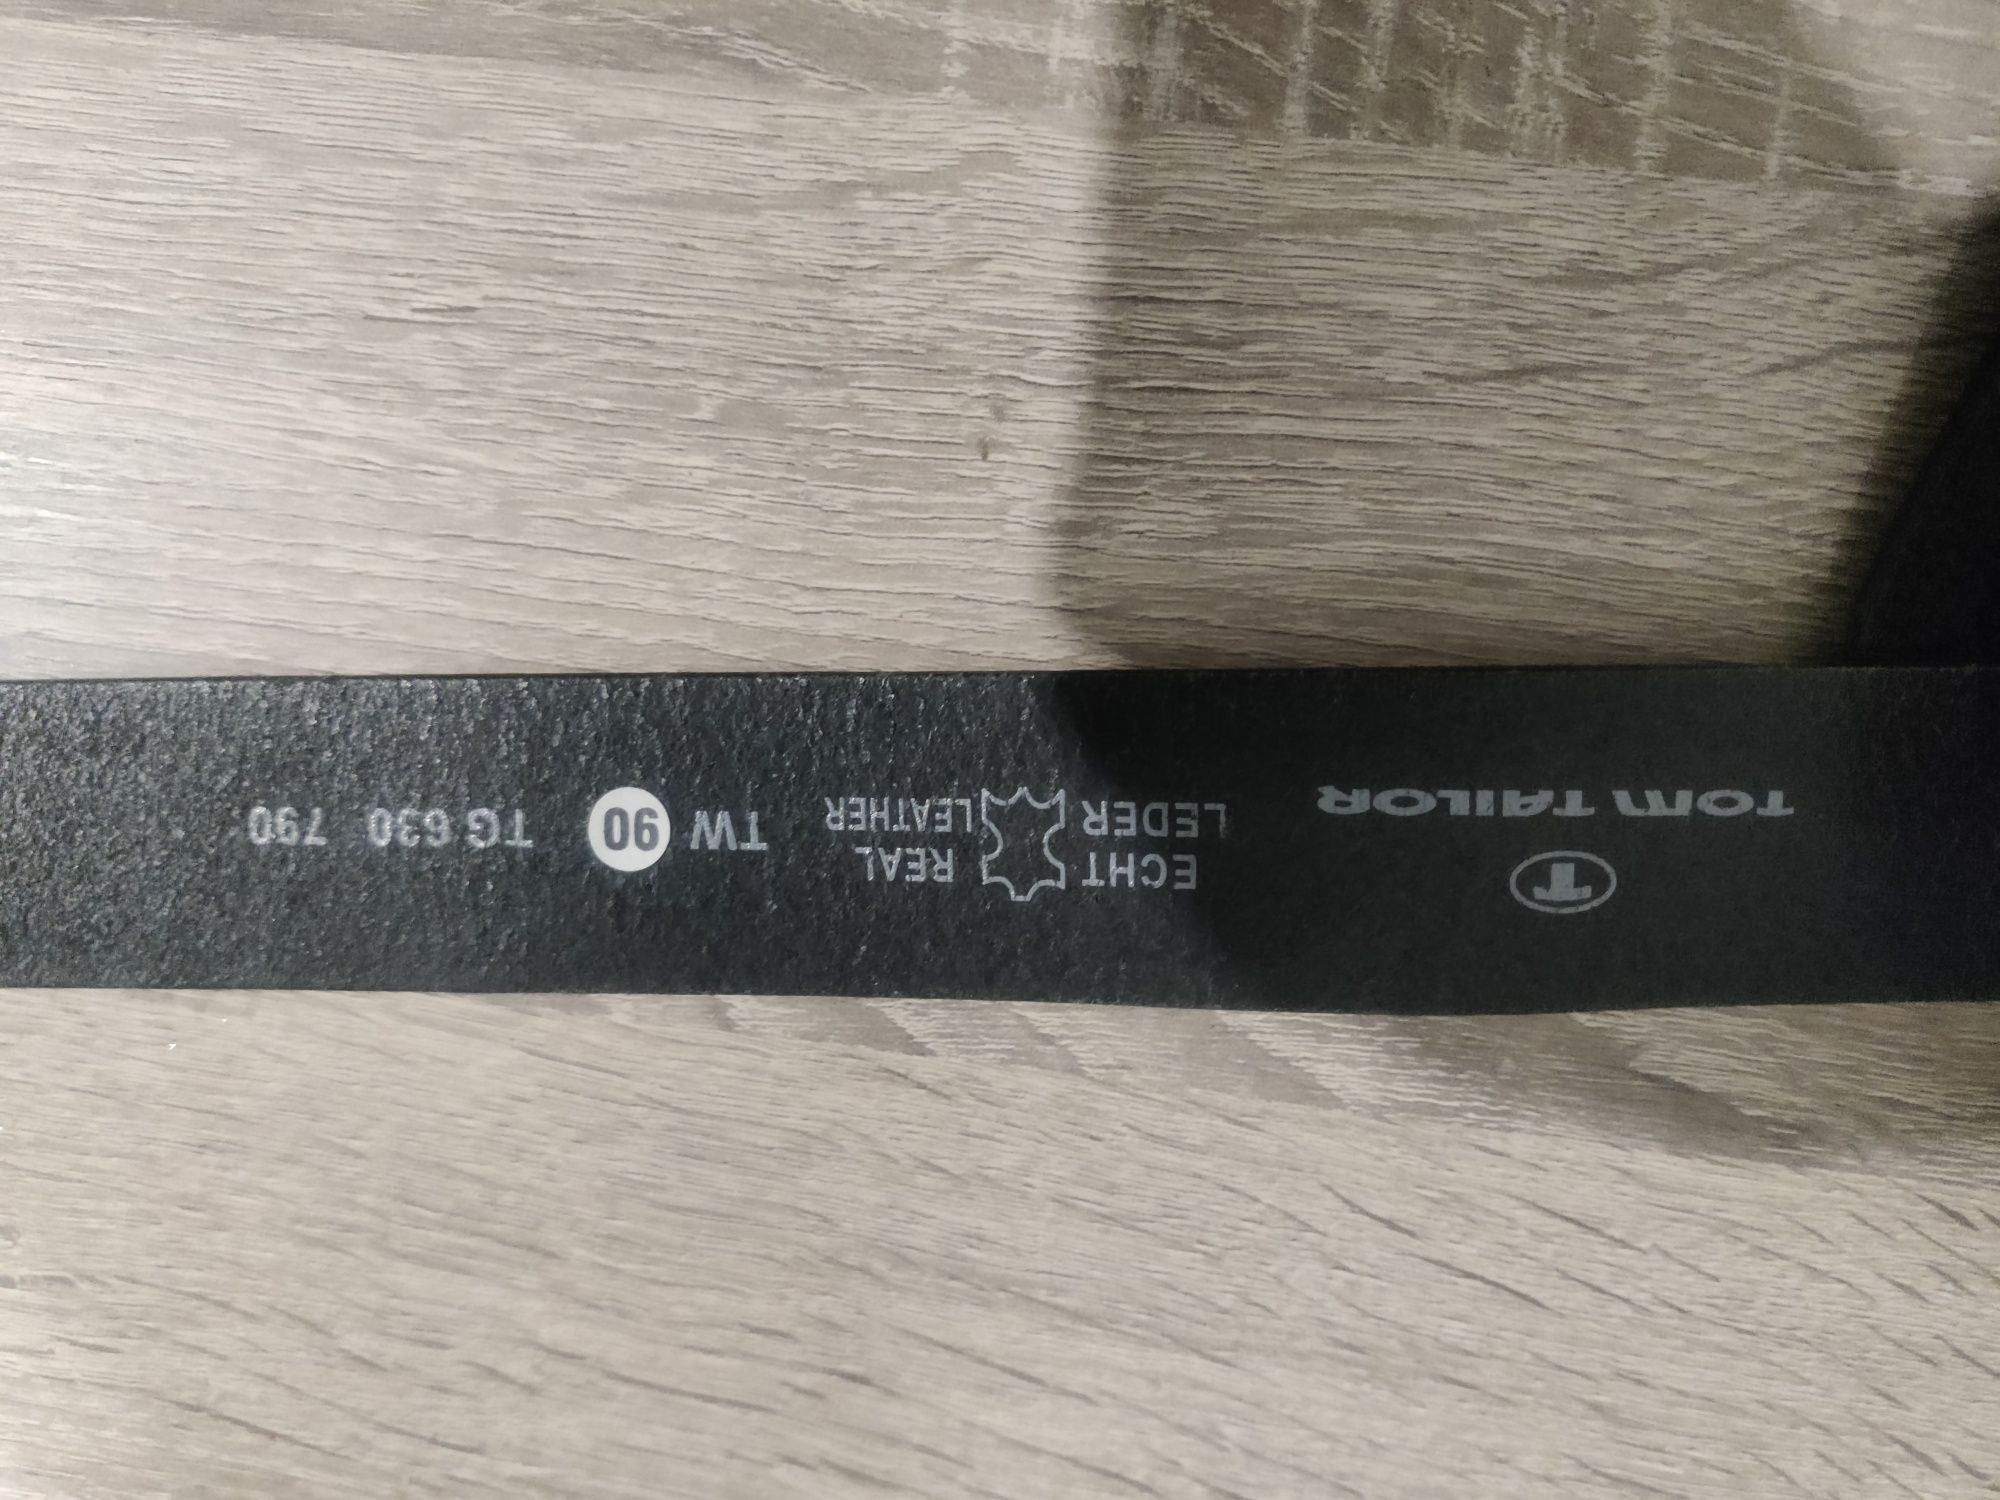 T
TOM TAILOR
ECHT REAL
LEDER LEATHER
TW 90 TG 630 790